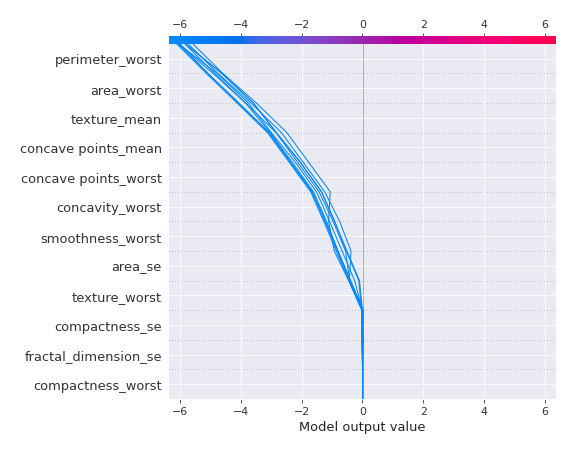 −6 −4 −2 0 2 4 6
perimeter_worst
area_worst
texture_mean
concave points_mean
concave points_worst
concavity_worst
smoothness_worst
area_se
texture_worst
compactness_se
fractal_dimension_se
compactness_worst
−6 −4 −2 0 2 4 6
Model output value